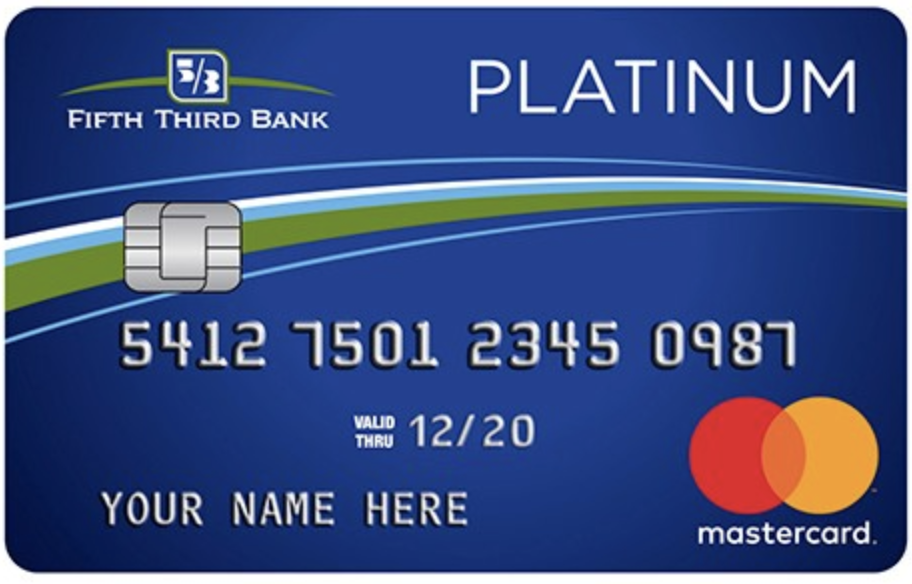 5/3
FIFTH THIRD BANK
PLATINUM
5412 7501 2345 0987
VALID THRU 12/20
YOUR NAME HERE
mastercard.